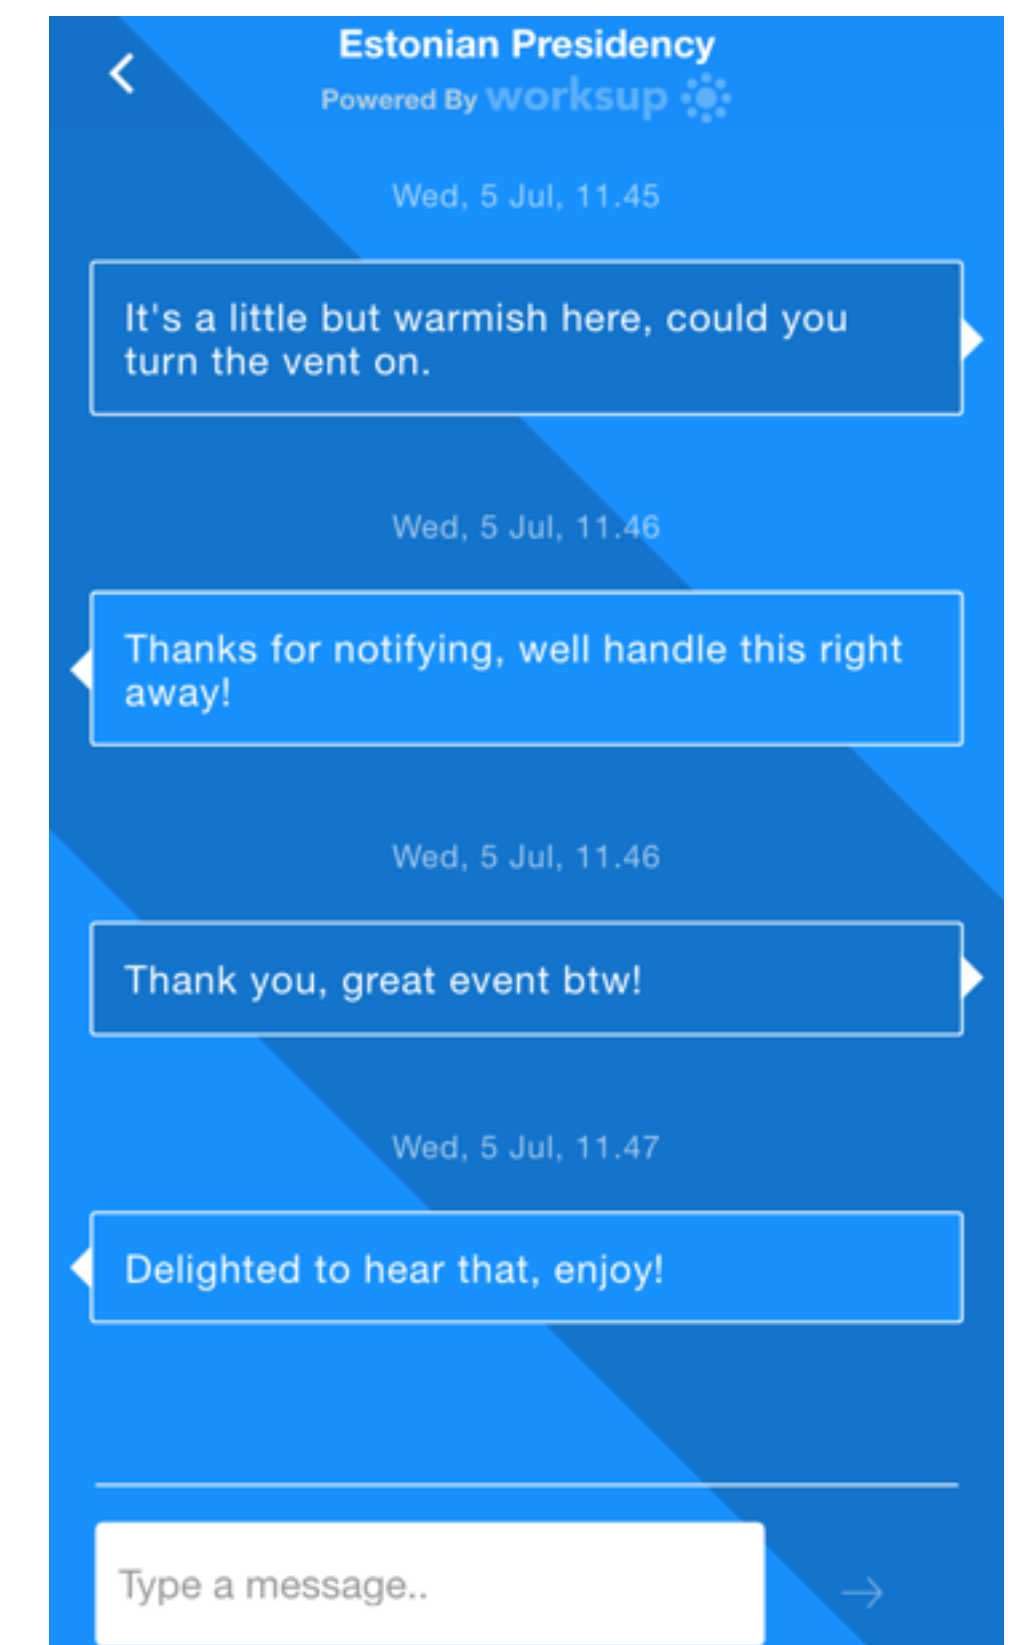 Estonian Presidency
Powered By worksup
Wed, 5 Jul, 11.45
It's a little but warmish here, could you
turn the vent on.
Wed, 5 Jul, 11.46
Thanks for notifying, well handle this right
away!
Wed, 5 Jul, 11.46
Thank you, great event btw!
Wed, 5 Jul, 11.47
Delighted to hear that, enjoy!
Type a message..